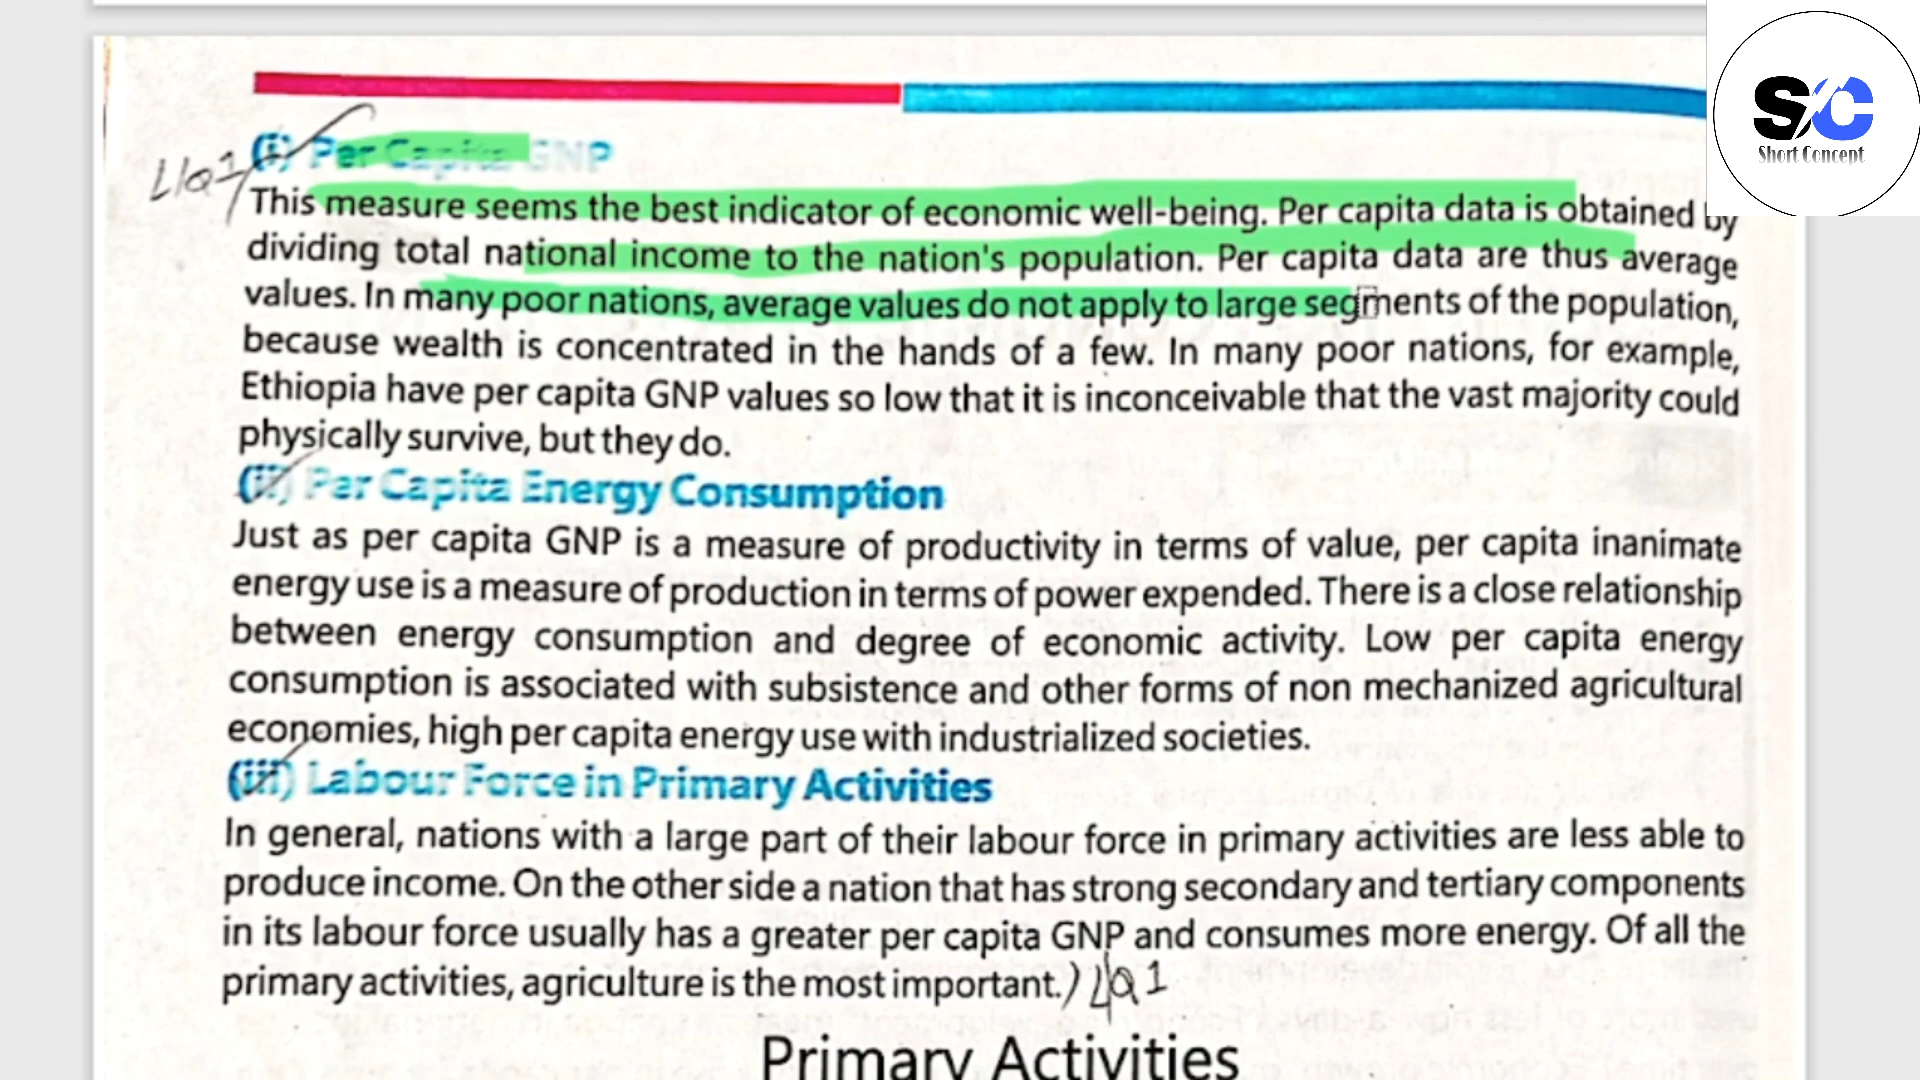 SC
Short Concept
L/Q1
(i) Per Capita GNP
This measure seems the best indicator of economic well-being. Per capita data is obtained by
dividing total national income to the nation's population. Per capita data are thus average
values. In many poor nations, average values do not apply to large segments of the population,
because wealth is concentrated in the hands of a few. In many poor nations, for example,
Ethiopia have per capita GNP values so low that it is inconceivable that the vast majority could
physically survive, but they do.
(ii) Per Capita Energy Consumption
Just as per capita GNP is a measure of productivity in terms of value, per capita inanimate
energy use is a measure of production in terms of power expended. There is a close relationship
between energy consumption and degree of economic activity. Low per capita energy
consumption is associated with subsistence and other forms of non mechanized agricultural
economies, high per capita energy use with industrialized societies.
(iii) Labour Force in Primary Activities
In general, nations with a large part of their labour force in primary activities are less able to
produce income. On the other side a nation that has strong secondary and tertiary components
in its labour force usually has a greater per capita GNP and consumes more energy. Of all the
primary activities, agriculture is the most important.) LQ1
Primary Activities